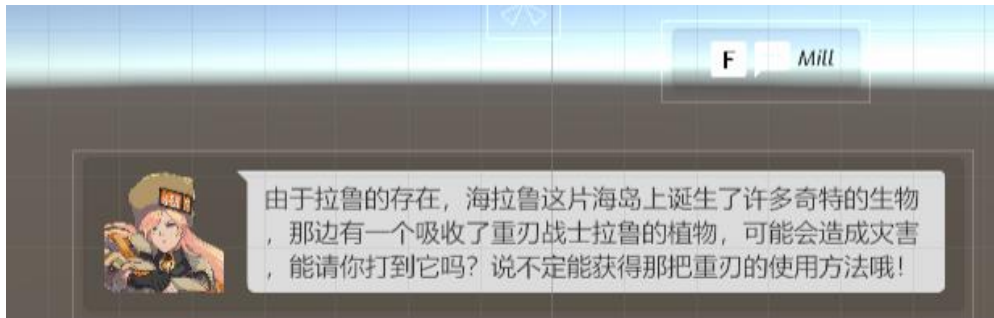 F Mill
由于拉鲁的存在，海拉鲁这片海岛上诞生了许多奇特的生物
，那边有一个吸收了重刃战士拉鲁的植物，可能会造成灾害
，能请你打到它吗？说不定能获得那把重刃的使用方法哦！